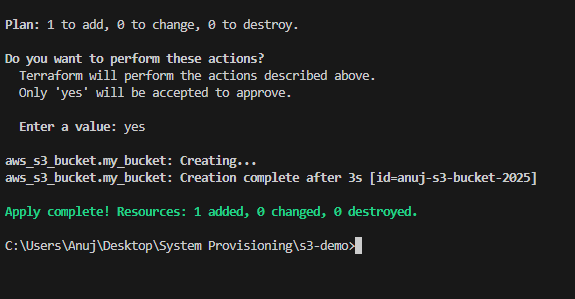 Plan: 1 to add, 0 to change, 0 to destroy.
Do you want to perform these actions?
Terraform will perform the actions described above.
Only 'yes' will be accepted to approve.
Enter a value: yes
aws_s3_bucket.my_bucket: Creating...
aws_s3_bucket.my_bucket: Creation complete after 3s [id=anuj-s3-bucket-2025]
Apply complete! Resources: 1 added, 0 changed, 0 destroyed.
C:\Users\Anuj\Desktop\System Provisioning\s3-demo>